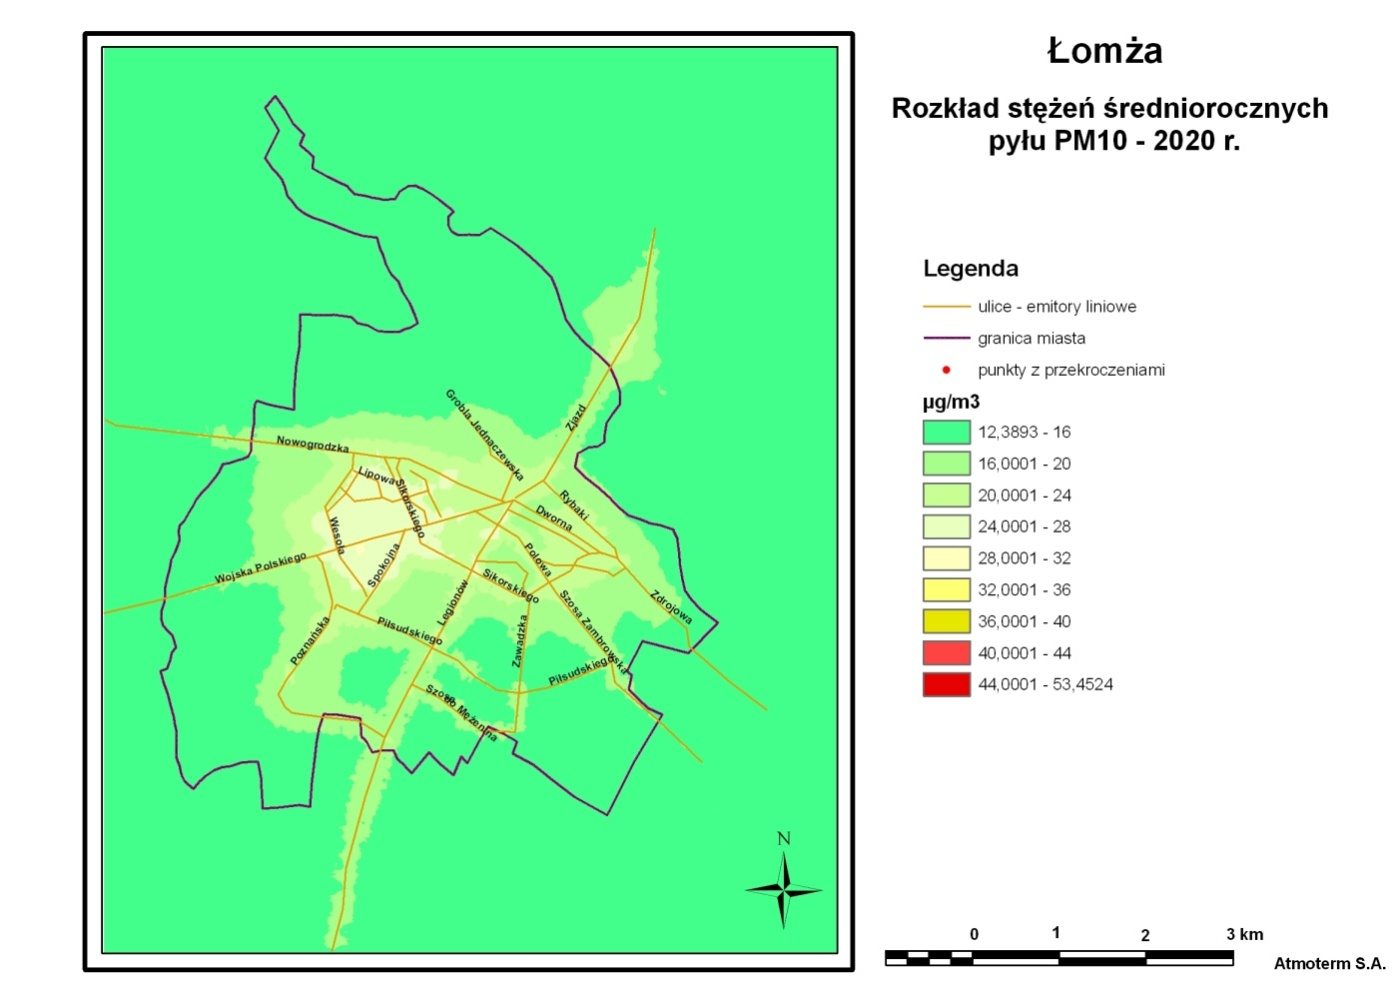 Łomża
Rozkład stężeń średniorocznych
pyłu PM10 - 2020 r.
Legenda
ulice - emitory liniowe
granica miasta
punkty z przekroczeniami
µg/m3
12,3893 - 16
16,0001 - 20
20,0001 - 24
24,0001 - 28
28,0001 - 32
32,0001 - 36
36,0001 - 40
40,0001 - 44
44,0001 - 53,4524
Grobla Jednaczewska
Zjazd
Nowogrodzka
Lipowa
Sikorskiego
Rybaki
Dworna
Wesoła
Spokojna
Polowa
Wojska Polskiego
Sikorskiego
Legionów
Szosa Zambrowska
Zdrojowa
Piłsudskiego
Poznańska
Zawadzka
Piłsudskiego
Szosa do Mężenina
N
0 1 2 3 km
Atmoterm S.A.